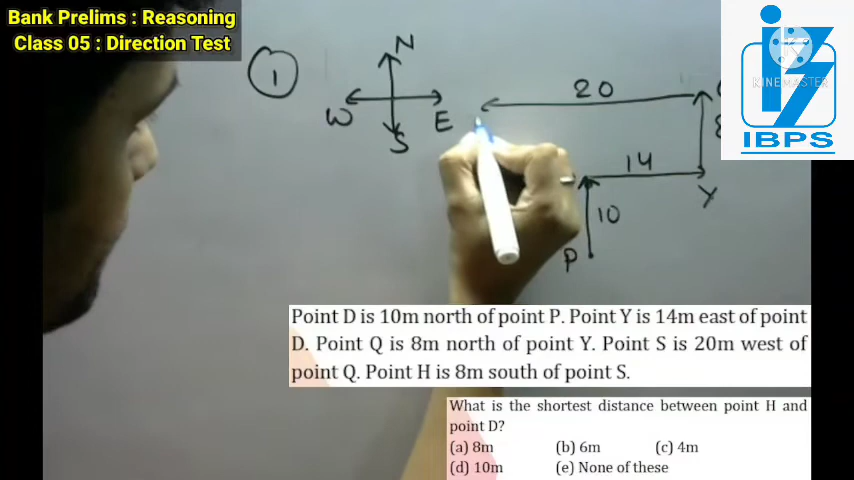 Bank Prelims : Reasoning
Class 05 : Direction Test
1
N
W
E
S
20
14
Y
10
P
KINEMASTER
IBPS
Point D is 10m north of point P. Point Y is 14m east of point
D. Point Q is 8m north of point Y. Point S is 20m west of
point Q. Point H is 8m south of point S.
What is the shortest distance between point H and
point D?
(a) 8m (b) 6m (c) 4m
(d) 10m (e) None of these